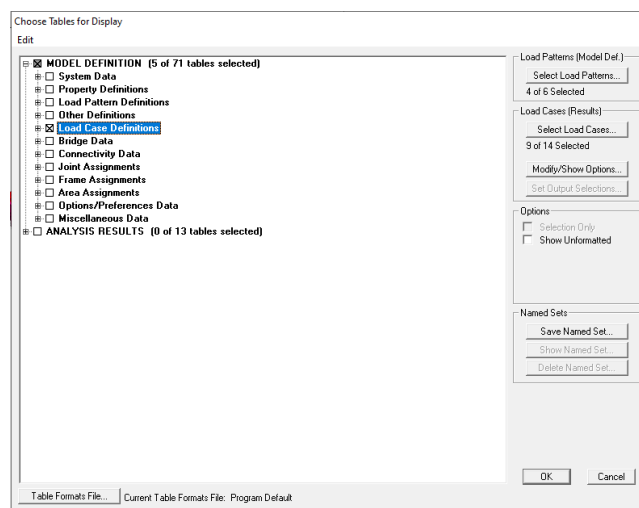 Choose Tables for Display
Edit
MODEL DEFINITION (5 of 71 tables selected)
System Data
Property Definitions
Load Pattern Definitions
Other Definitions
Load Case Definitions
Bridge Data
Connectivity Data
Joint Assignments
Frame Assignments
Area Assignments
Options/Preferences Data
Miscellaneous Data
ANALYSIS RESULTS (0 of 13 tables selected)
Load Patterns (Model Def.)
Select Load Patterns...
4 of 6 Selected
Load Cases (Results)
Select Load Cases...
9 of 14 Selected
Modify/Show Options...
Set Output Selections...
Options
Selection Only
Show Unformatted
Named Sets
Save Named Set...
Show Named Set...
Delete Named Set...
OK Cancel
Table Formats File... Current Table Formats File: Program Default